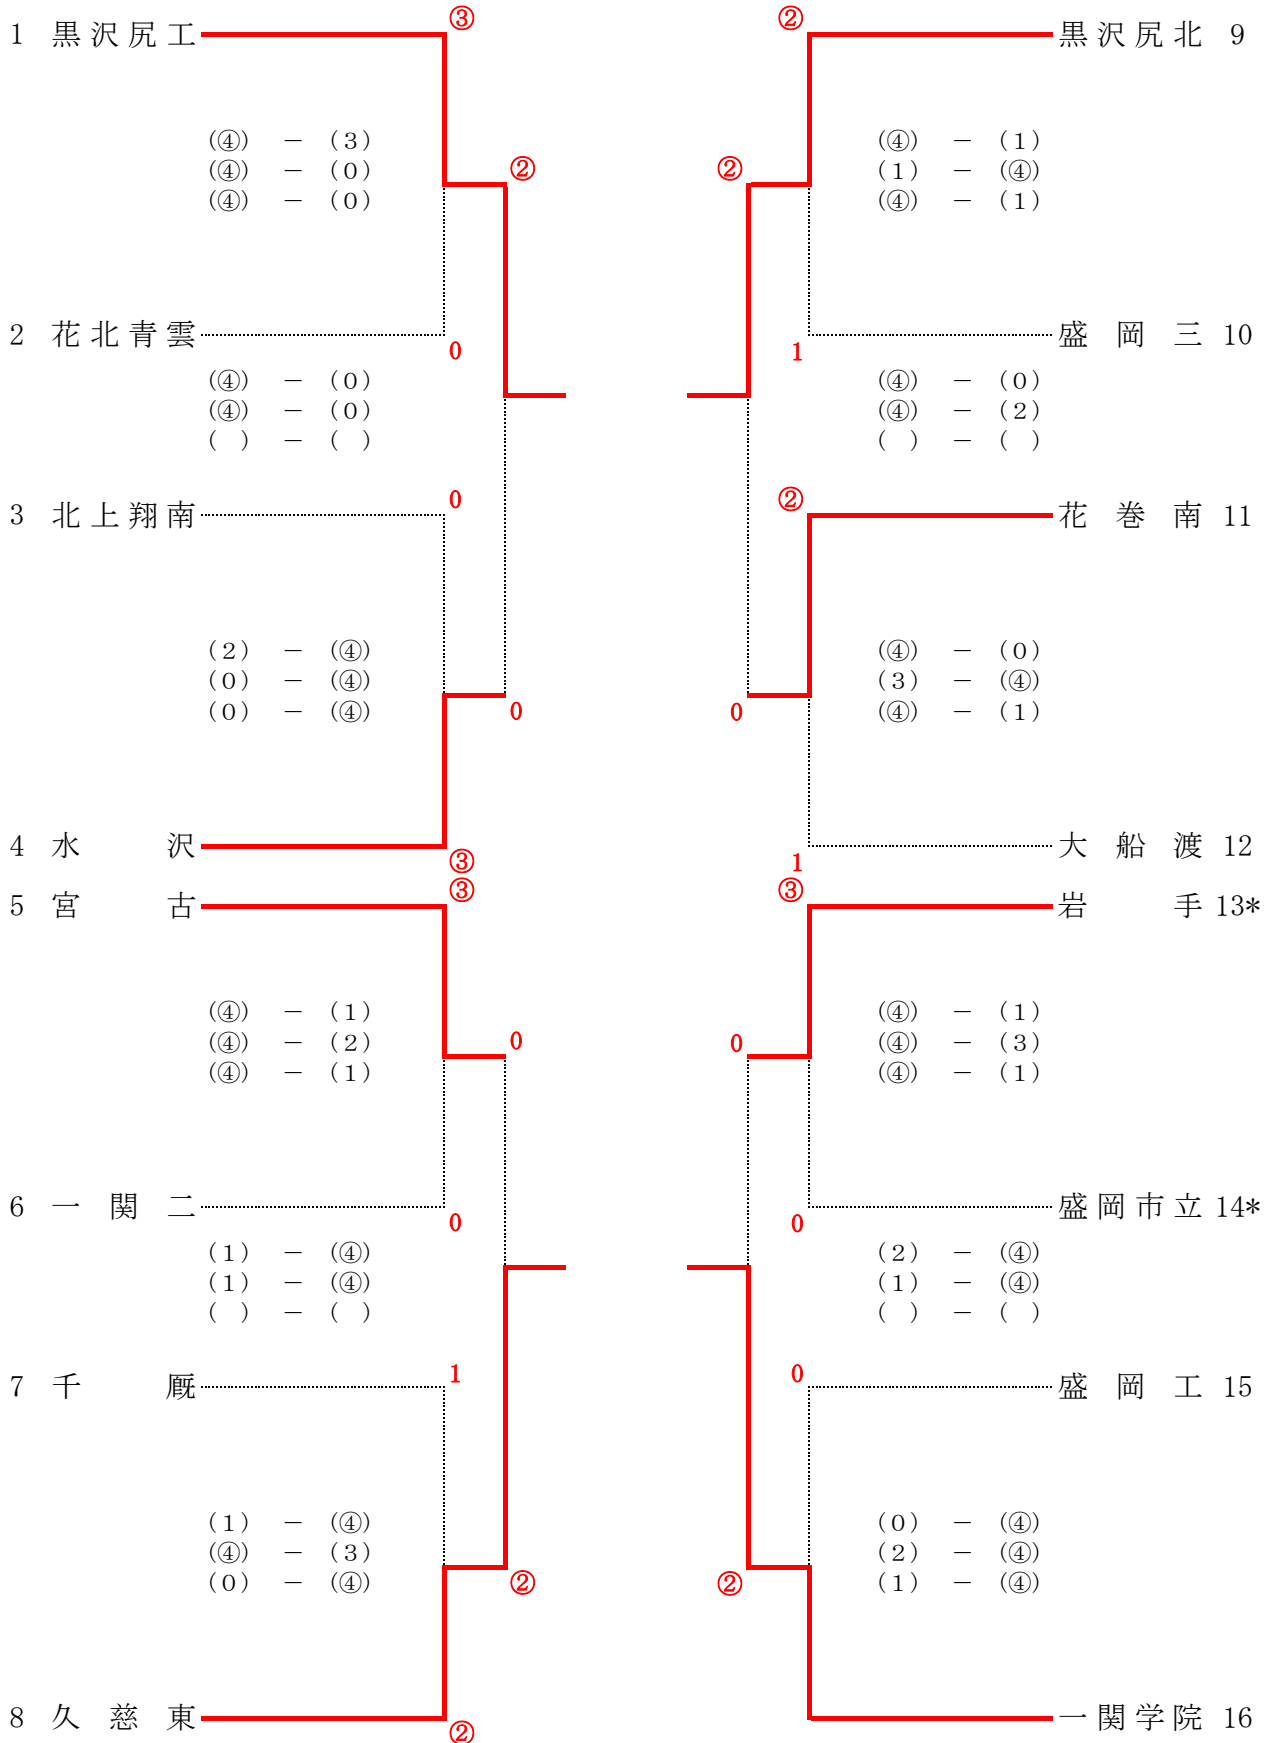 ③ ②
1 黒沢尻工 黒沢尻北 9
(④) － (3) (④) － (1)
(④) － (0) (1) － (④)
(④) － (0) (④) － (1)
② ②
2 花北青雲 盛岡三 10
0 1
(④) － (0) (④) － (0)
(④) － (0) (④) － (2)
( ) － ( ) ( ) － ( )
0 ②
3 北上翔南 花巻南 11
(2) － (④) (④) － (0)
(0) － (④) (3) － (④)
(0) － (④) (④) － (1)
0 0
4 水沢 大船渡 12
③ 1
③ ③
5 宮古 岩手 13*
(④) － (1) (④) － (1)
(④) － (2) (④) － (3)
(④) － (1) (④) － (1)
0 0
6 一関二 盛岡市立 14*
0 0
(1) － (④) (2) － (④)
(1) － (④) (1) － (④)
( ) － ( ) ( ) － ( )
1 0
7 千厩 盛岡工 15
(1) － (④) (0) － (④)
(④) － (3) (2) － (④)
(0) － (④) (1) － (④)
② ②
8 久慈東 一関学院 16
②